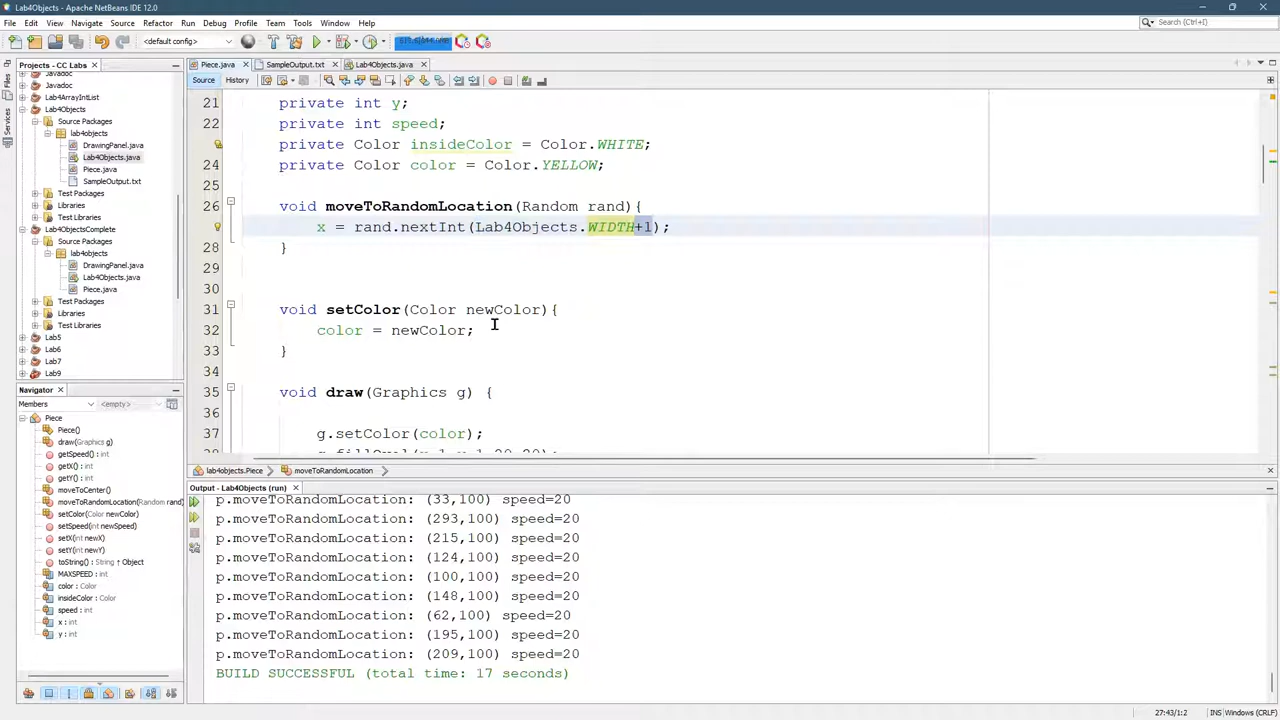 Lab4Objects - Apache NetBeans IDE 12.0
File Edit View Navigate Source Refactor Run Debug Profile Team Tools Window Help
Search (Ctrl+I)
<default config>
Projects - CC Labs
Piece.java SampleOutput.txt Lab4Objects.java
Source History
Files
Services
Javadoc
Javadoc
Lab4ArrayIntList
Lab4Objects
Source Packages
lab4objects
DrawingPanel.java
Lab4Objects.java
Piece.java
SampleOutput.txt
Test Packages
Libraries
Test Libraries
Lab4ObjectsComplete
Source Packages
lab4objects
DrawingPanel.java
Lab4Objects.java
Piece.java
Test Packages
Libraries
Test Libraries
Lab5
Lab6
Lab7
Lab9
21 private int y;
22 private int speed;
private Color insideColor = Color.WHITE;
24 private Color color = Color.YELLOW;
25
26 void moveToRandomLocation(Random rand){
x = rand.nextInt(Lab4Objects.WIDTH+1);
28 }
29
30
31 void setColor(Color newColor){
32 color = newColor;
33 }
34
35 void draw(Graphics g) {
36
37 g.setColor(color);
Navigator
Members <empty>
Piece
Piece()
draw(Graphics g)
getSpeed() : int
getX() : int
getY() : int
moveToCenter()
moveToRandomLocation(Random rand)
setColor(Color newColor)
setSpeed(int newSpeed)
setX(int newX)
setY(int newY)
toString() : String ↑ Object
MAXSPEED : int
color : Color
insideColor : Color
speed : int
x : int
y : int
lab4objects.Piece moveToRandomLocation
Output - Lab4Objects (run)
p.moveToRandomLocation: (33,100) speed=20
p.moveToRandomLocation: (293,100) speed=20
p.moveToRandomLocation: (215,100) speed=20
p.moveToRandomLocation: (124,100) speed=20
p.moveToRandomLocation: (100,100) speed=20
p.moveToRandomLocation: (148,100) speed=20
p.moveToRandomLocation: (62,100) speed=20
p.moveToRandomLocation: (195,100) speed=20
p.moveToRandomLocation: (209,100) speed=20
BUILD SUCCESSFUL (total time: 17 seconds)
27:43/1:2 INS Windows (CRLF)